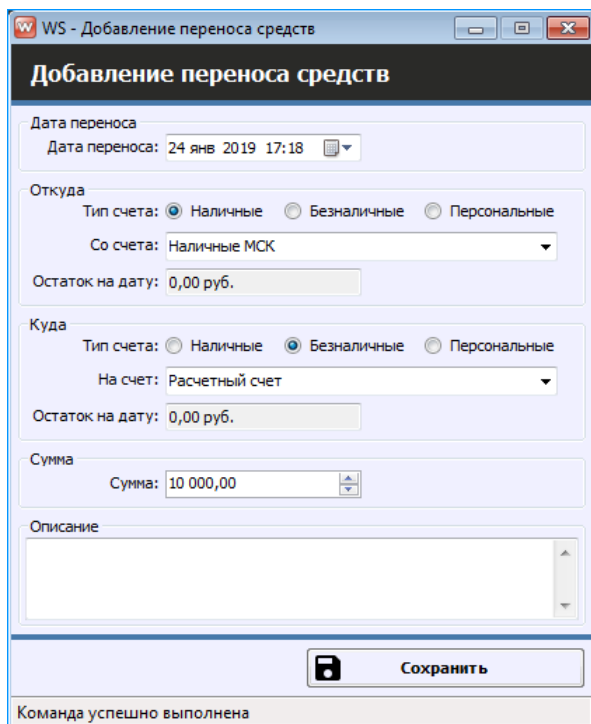 WS - Добавление переноса средств
Добавление переноса средств
Дата переноса
Дата переноса: 24 янв 2019 17:18
Откуда
Тип счета: Наличные Безналичные Персональные
Со счета: Наличные МСК
Остаток на дату: 0,00 руб.
Куда
Тип счета: Наличные Безналичные Персональные
На счет: Расчетный счет
Остаток на дату: 0,00 руб.
Сумма
Сумма: 10 000,00
Описание
Сохранить
Команда успешно выполнена